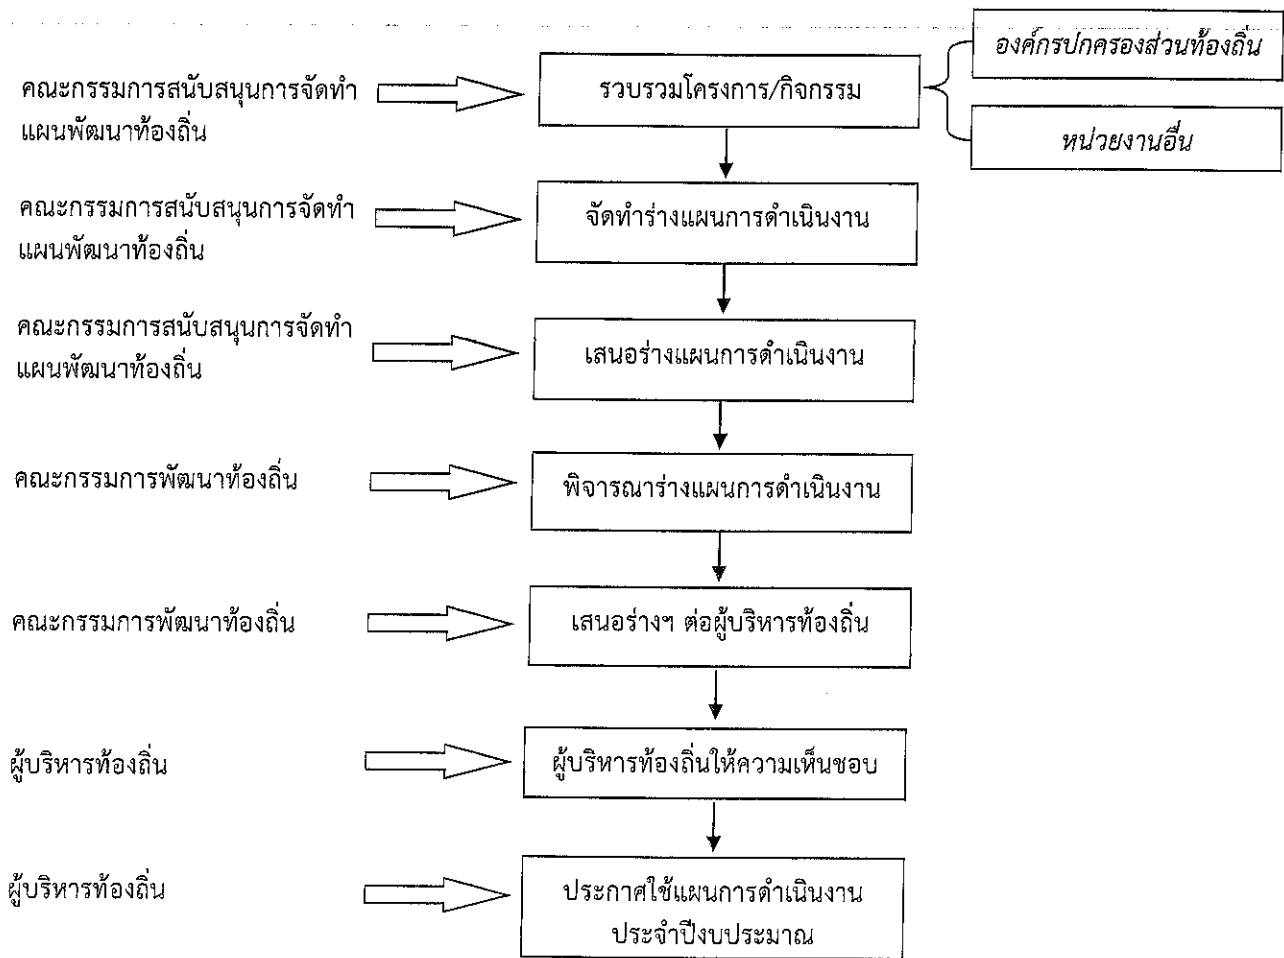 องค์กรปกครองส่วนท้องถิ่น
คณะกรรมการสนับสนุนการจัดทำ
แผนพัฒนาท้องถิ่น
รวบรวมโครงการ/กิจกรรม
หน่วยงานอื่น
คณะกรรมการสนับสนุนการจัดทำ
แผนพัฒนาท้องถิ่น
จัดทำร่างแผนการดำเนินงาน
คณะกรรมการสนับสนุนการจัดทำ
แผนพัฒนาท้องถิ่น
เสนอร่างแผนการดำเนินงาน
คณะกรรมการพัฒนาท้องถิ่น
พิจารณาร่างแผนการดำเนินงาน
คณะกรรมการพัฒนาท้องถิ่น
เสนอร่างฯ ต่อผู้บริหารท้องถิ่น
ผู้บริหารท้องถิ่น
ผู้บริหารท้องถิ่นให้ความเห็นชอบ
ผู้บริหารท้องถิ่น
ประกาศใช้แผนการดำเนินงาน
ประจำปีงบประมาณ